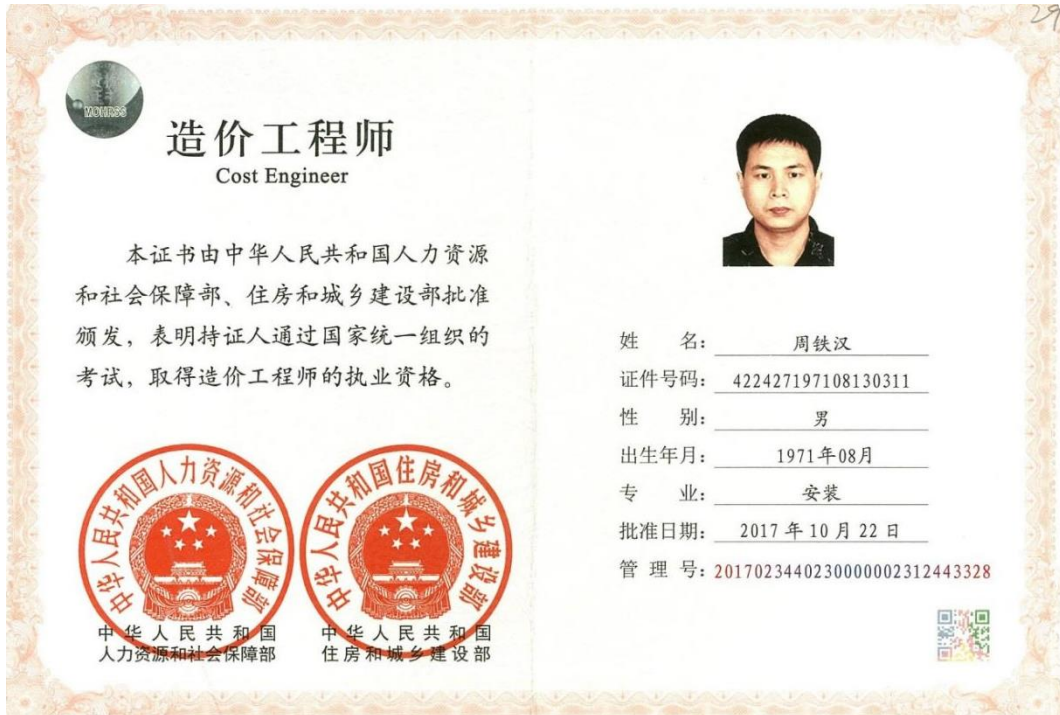 29
MOHRSS
造价工程师
Cost Engineer
本证书由中华人民共和国人力资源
和社会保障部、住房和城乡建设部批准
颁发，表明持证人通过国家统一组织的
考试，取得造价工程师的执业资格。
中华人民共和国人力资源和社会保障部
中华人民共和国住房和城乡建设部
中华人民共和国
人力资源和社会保障部
中华人民共和国
住房和城乡建设部
姓 名：周铁汉
证件号码：422427197108130311
性 别：男
出生年月：1971年08月
专 业：安装
批准日期：2017年10月22日
管 理 号：2017023440230000002312443328